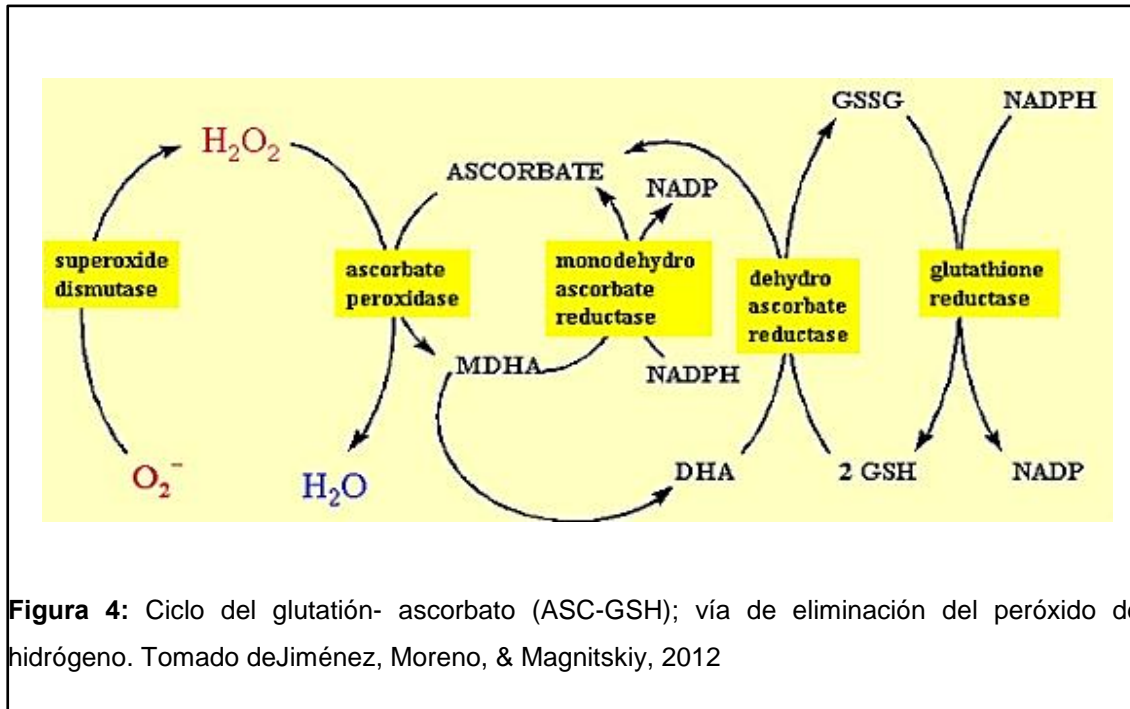 GSSG
NADPH
H₂O₂
ASCORBATE
NADP
superoxide
dismutase
ascorbate
peroxidase
monodehydro
ascorbate
reductase
dehydro
ascorbate
reductase
glutathione
reductase
MDHA
NADPH
O₂⁻
H₂O
DHA
2 GSH
NADP
Figura 4: Ciclo del glutatión- ascorbato (ASC-GSH); vía de eliminación del peróxido de
hidrógeno. Tomado deJiménez, Moreno, & Magnitskiy, 2012